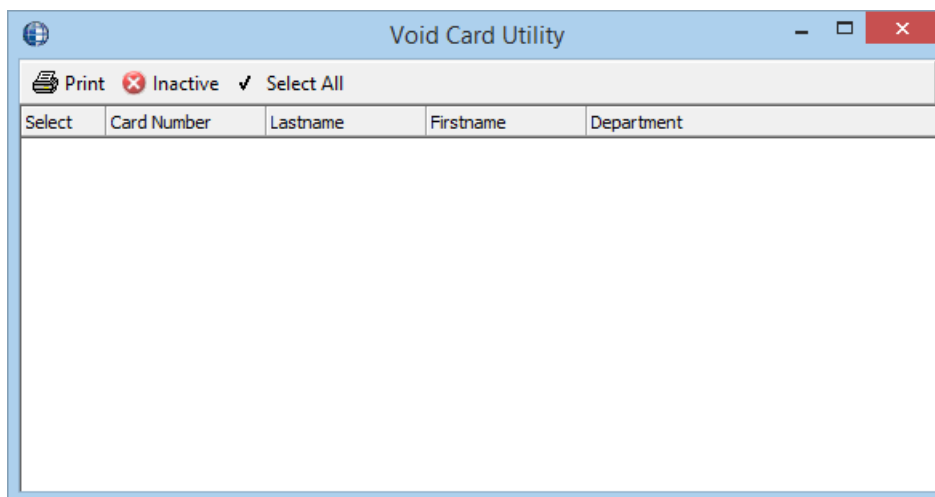 Void Card Utility
Print Inactive Select All
Select Card Number Lastname Firstname Department